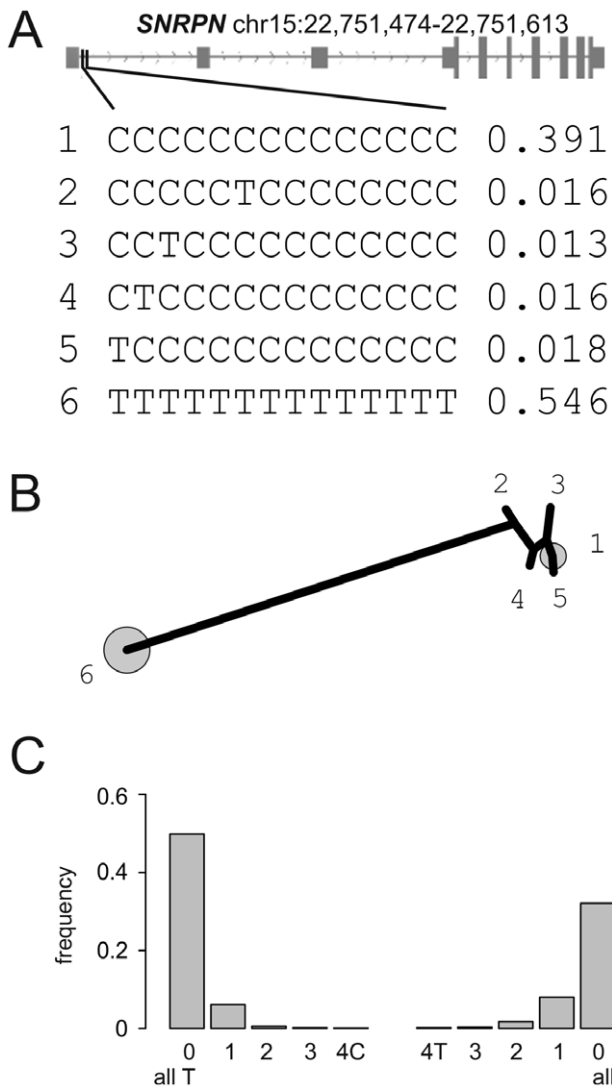 A
SNRPN chr15:22,751,474-22,751,613
1 CCCCCCCCCCCCCC 0.391
2 CCCCCTCCCCCCCC 0.016
3 CCTCCCCCCCCCCC 0.013
4 CTCCCCCCCCCCCC 0.016
5 TCCCCCCCCCCCCC 0.018
6 TTTTTTTTTTTTTT 0.546
B
2 3
1
4 5
6
C
frequency
0.6
0.4
0.2
0
0 1 2 3 4C 4T 3 2 1 0
all T all